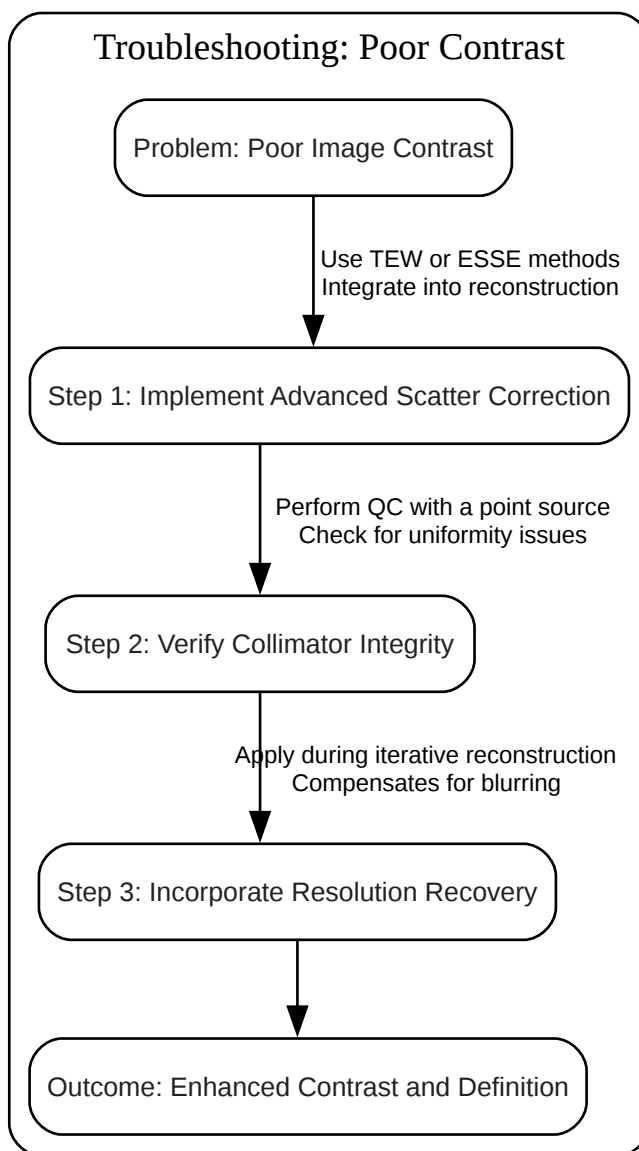 Troubleshooting: Poor Contrast
Problem: Poor Image Contrast
Use TEW or ESSE methods
Integrate into reconstruction
Step 1: Implement Advanced Scatter Correction
Perform QC with a point source
Check for uniformity issues
Step 2: Verify Collimator Integrity
Apply during iterative reconstruction
Compensates for blurring
Step 3: Incorporate Resolution Recovery
Outcome: Enhanced Contrast and Definition